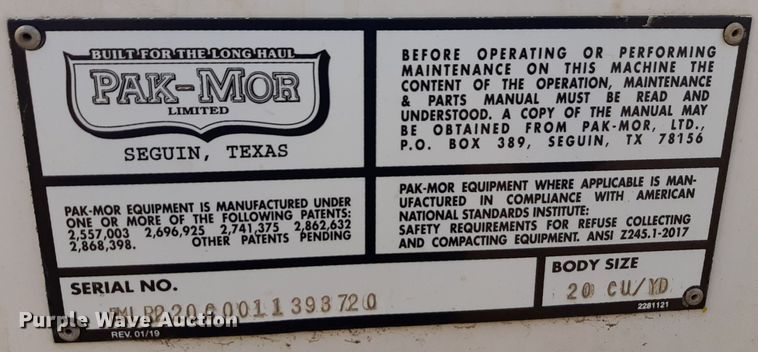 BUILT FOR THE LONG HAUL
PAK-MOR
LIMITED
SEGUIN, TEXAS
BEFORE OPERATING OR PERFORMING
MAINTENANCE ON THIS MACHINE THE
CONTENT OF THE OPERATION, MAINTENANCE
& PARTS MANUAL MUST BE READ AND
UNDERSTOOD. A COPY OF THE MANUAL MAY
BE OBTAINED FROM PAK-MOR, LTD.,
P.O. BOX 389, SEGUIN, TX 78156
PAK-MOR EQUIPMENT IS MANUFACTURED UNDER
ONE OR MORE OF THE FOLLOWING PATENTS:
2,557,003 2,696,925 2,741,375 2,862,632
2,868,398. OTHER PATENTS PENDING
PAK-MOR EQUIPMENT WHERE APPLICABLE IS MAN-
UFACTURED IN COMPLIANCE WITH AMERICAN
NATIONAL STANDARDS INSTITUTE:
SAFETY REQUIREMENTS FOR REFUSE COLLECTING
AND COMPACTING EQUIPMENT. ANSI Z245.1-2017
SERIAL NO.
BODY SIZE
20 CU/YD
2281121
Purple Wave Auction
REV. 01/19